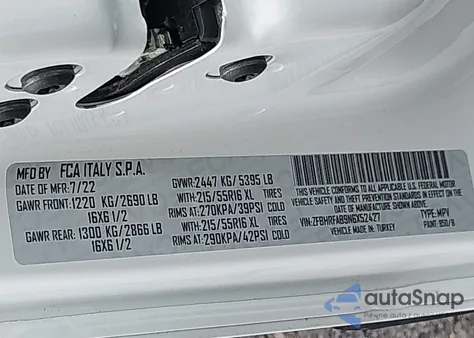 MFD BY FCA ITALY S.P.A.
DATE OF MFR: 7/22 GVWR: 2447 KG/ 5395 LB
GAWR FRONT: 1220 KG/2690 LB WITH: 215/55R16 XL TIRES
16X6 1/2 RIMS AT: 270KPA/39PSI COLD
GAWR REAR: 1300 KG/2866 LB WITH: 215/55R16 XL TIRES
16X6 1/2 RIMS AT: 290KPA/42PSI COLD
THIS VEHICLE CONFORMS TO ALL APPLICABLE FEDERAL MOTOR
VEHICLE SAFETY AND THEFT PREVENTION STANDARDS IN
EFFECT ON THE DATE OF MANUFACTURE SHOWN ABOVE
VIN: ZFBHRFAB9N6X52427 TYPE: MPV
VEHICLE MADE IN: TURKEY PAINT: 950/B
autoSnap